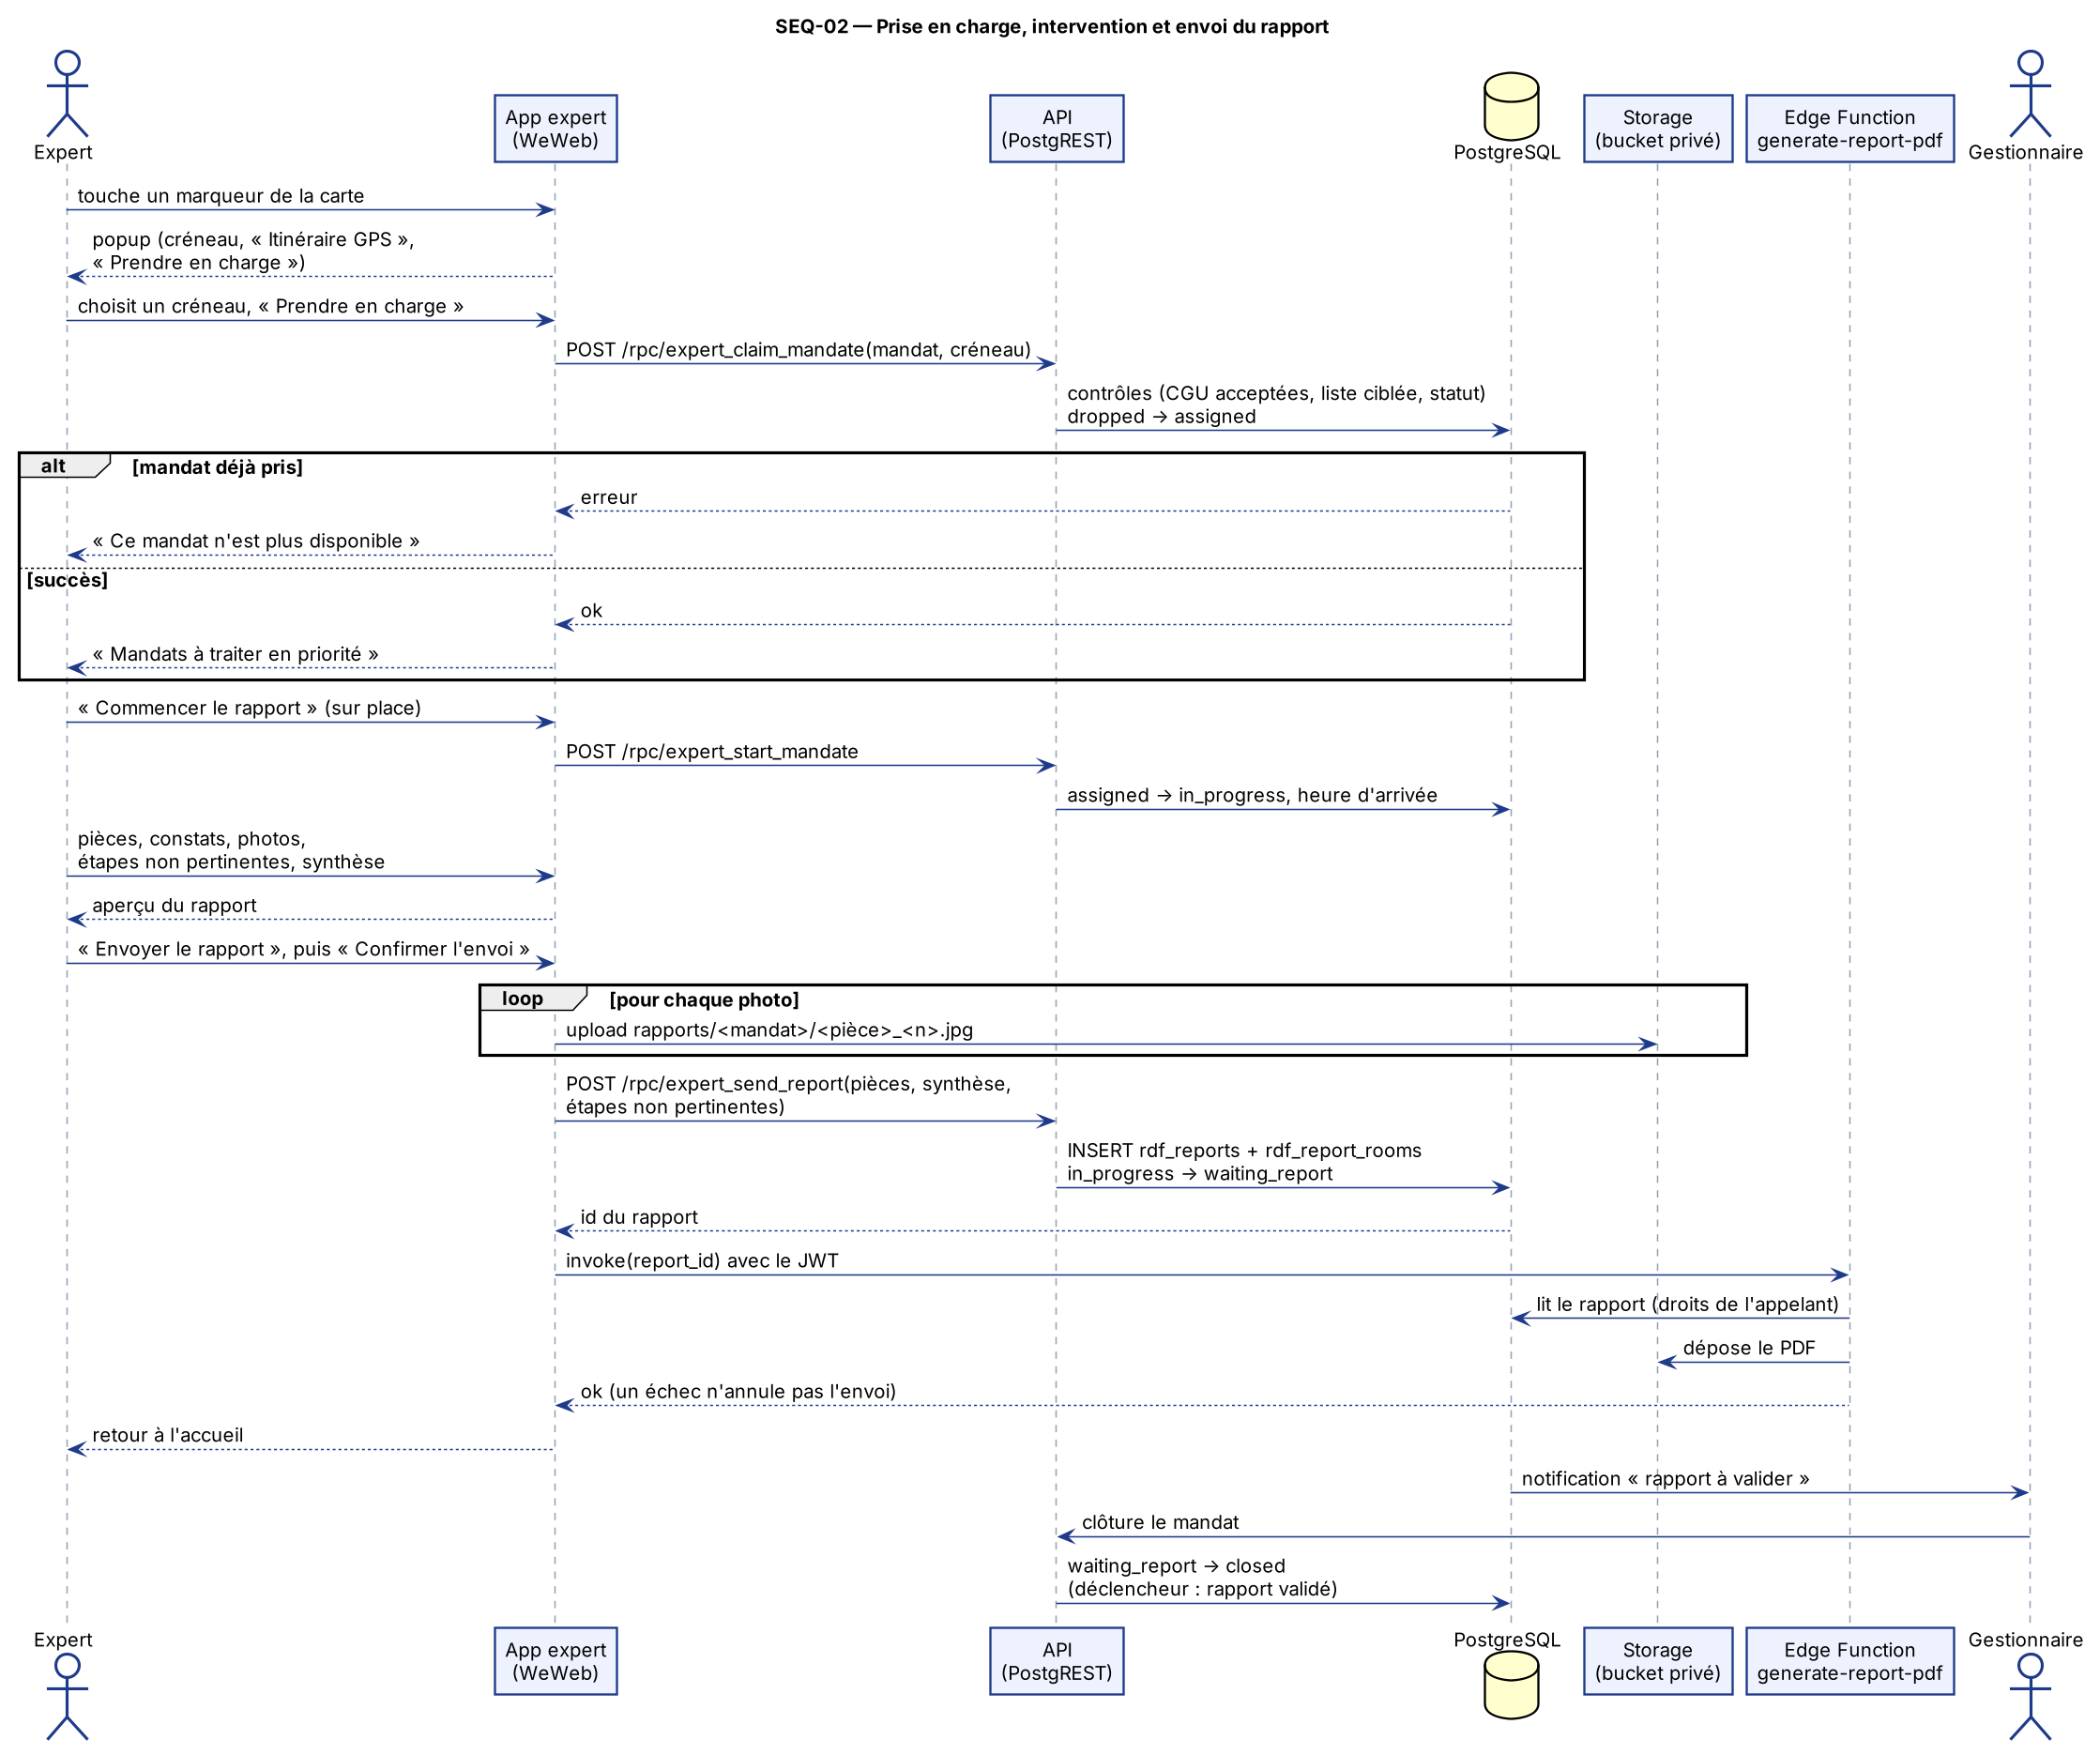 SEQ-02 — Prise en charge, intervention et envoi du rapport
Expert
App expert
(WeWeb)
API
(PostgREST)
PostgreSQL
Storage
(bucket privé)
Edge Function
generate-report-pdf
Gestionnaire
touche un marqueur de la carte
popup (créneau, « Itinéraire GPS »,
« Prendre en charge »)
choisit un créneau, « Prendre en charge »
POST /rpc/expert_claim_mandate(mandat, créneau)
contrôles (CGU acceptées, liste ciblée, statut)
dropped → assigned
alt [mandat déjà pris]
erreur
« Ce mandat n'est plus disponible »
[succès]
ok
« Mandats à traiter en priorité »
« Commencer le rapport » (sur place)
POST /rpc/expert_start_mandate
assigned → in_progress, heure d'arrivée
pièces, constats, photos,
étapes non pertinentes, synthèse
aperçu du rapport
« Envoyer le rapport », puis « Confirmer l'envoi »
loop [pour chaque photo]
upload rapports/<mandat>/<pièce>_<n>.jpg
POST /rpc/expert_send_report(pièces, synthèse,
étapes non pertinentes)
INSERT rdf_reports + rdf_report_rooms
in_progress → waiting_report
id du rapport
invoke(report_id) avec le JWT
lit le rapport (droits de l'appelant)
dépose le PDF
ok (un échec n'annule pas l'envoi)
retour à l'accueil
notification « rapport à valider »
clôture le mandat
waiting_report → closed
(déclencheur : rapport validé)
Expert
App expert
(WeWeb)
API
(PostgREST)
PostgreSQL
Storage
(bucket privé)
Edge Function
generate-report-pdf
Gestionnaire